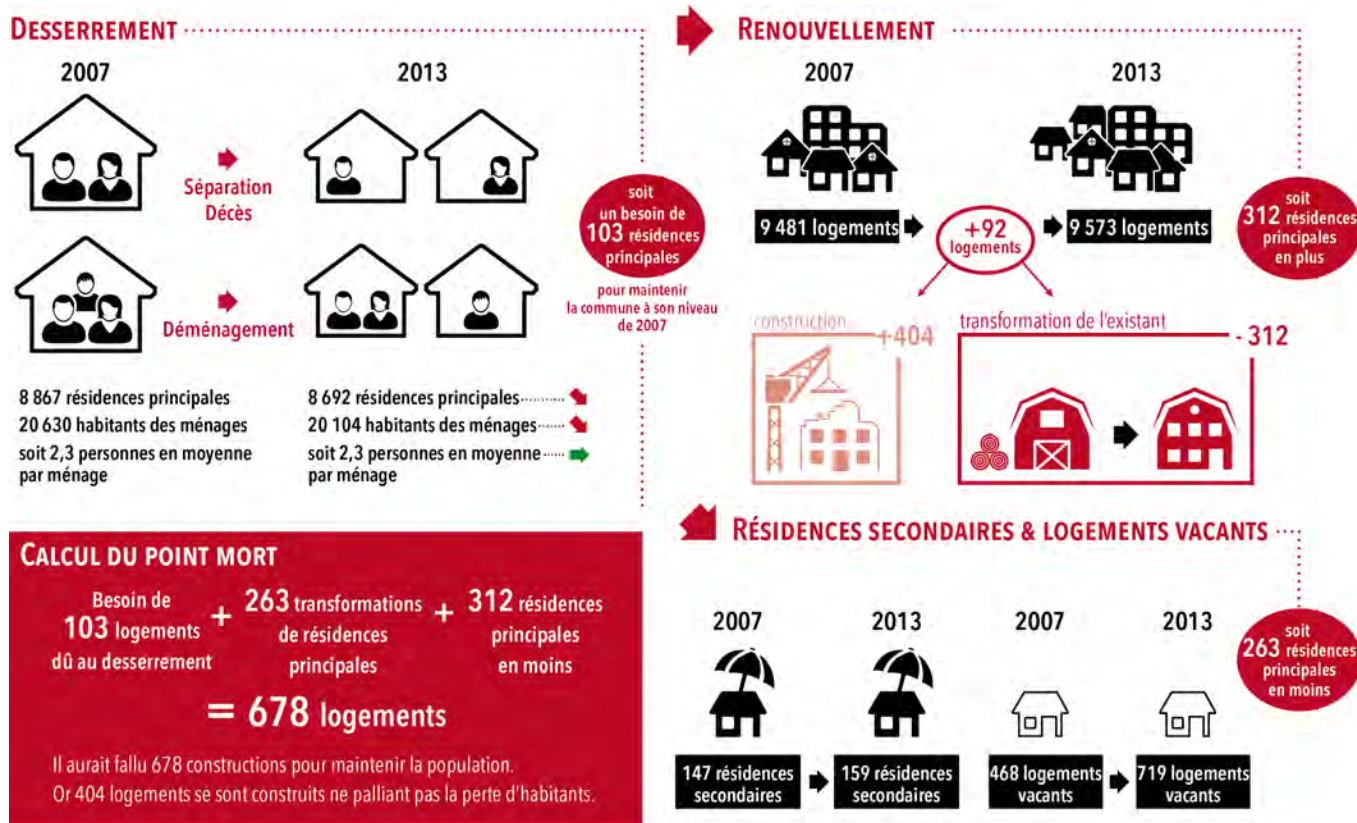 DESSERREMENT
2007
2013
Séparation
Décès
Déménagement
soit
un besoin de
103 résidences
principales
pour maintenir
la commune à son niveau
de 2007
8 867 résidences principales
20 630 habitants des ménages
soit 2,3 personnes en moyenne
par ménage
8 692 résidences principales
20 104 habitants des ménages
soit 2,3 personnes en moyenne
par ménage
RENOUVELLEMENT
2007
2013
9 481 logements
+92
logements
9 573 logements
soit
312 résidences
principales
en plus
construction
+404
transformation de l'existant
- 312
RÉSIDENCES SECONDAIRES & LOGEMENTS VACANTS
2007
2013
2007
2013
147 résidences
secondaires
159 résidences
secondaires
468 logements
vacants
719 logements
vacants
soit
263 résidences
principales
en moins
CALCUL DU POINT MORT
Besoin de
103 logements
dû au desserrement
+
263 transformations
de résidences
principales
+
312 résidences
principales
en moins
= 678 logements
Il aurait fallu 678 constructions pour maintenir la population.
Or 404 logements se sont construits ne palliant pas la perte d'habitants.